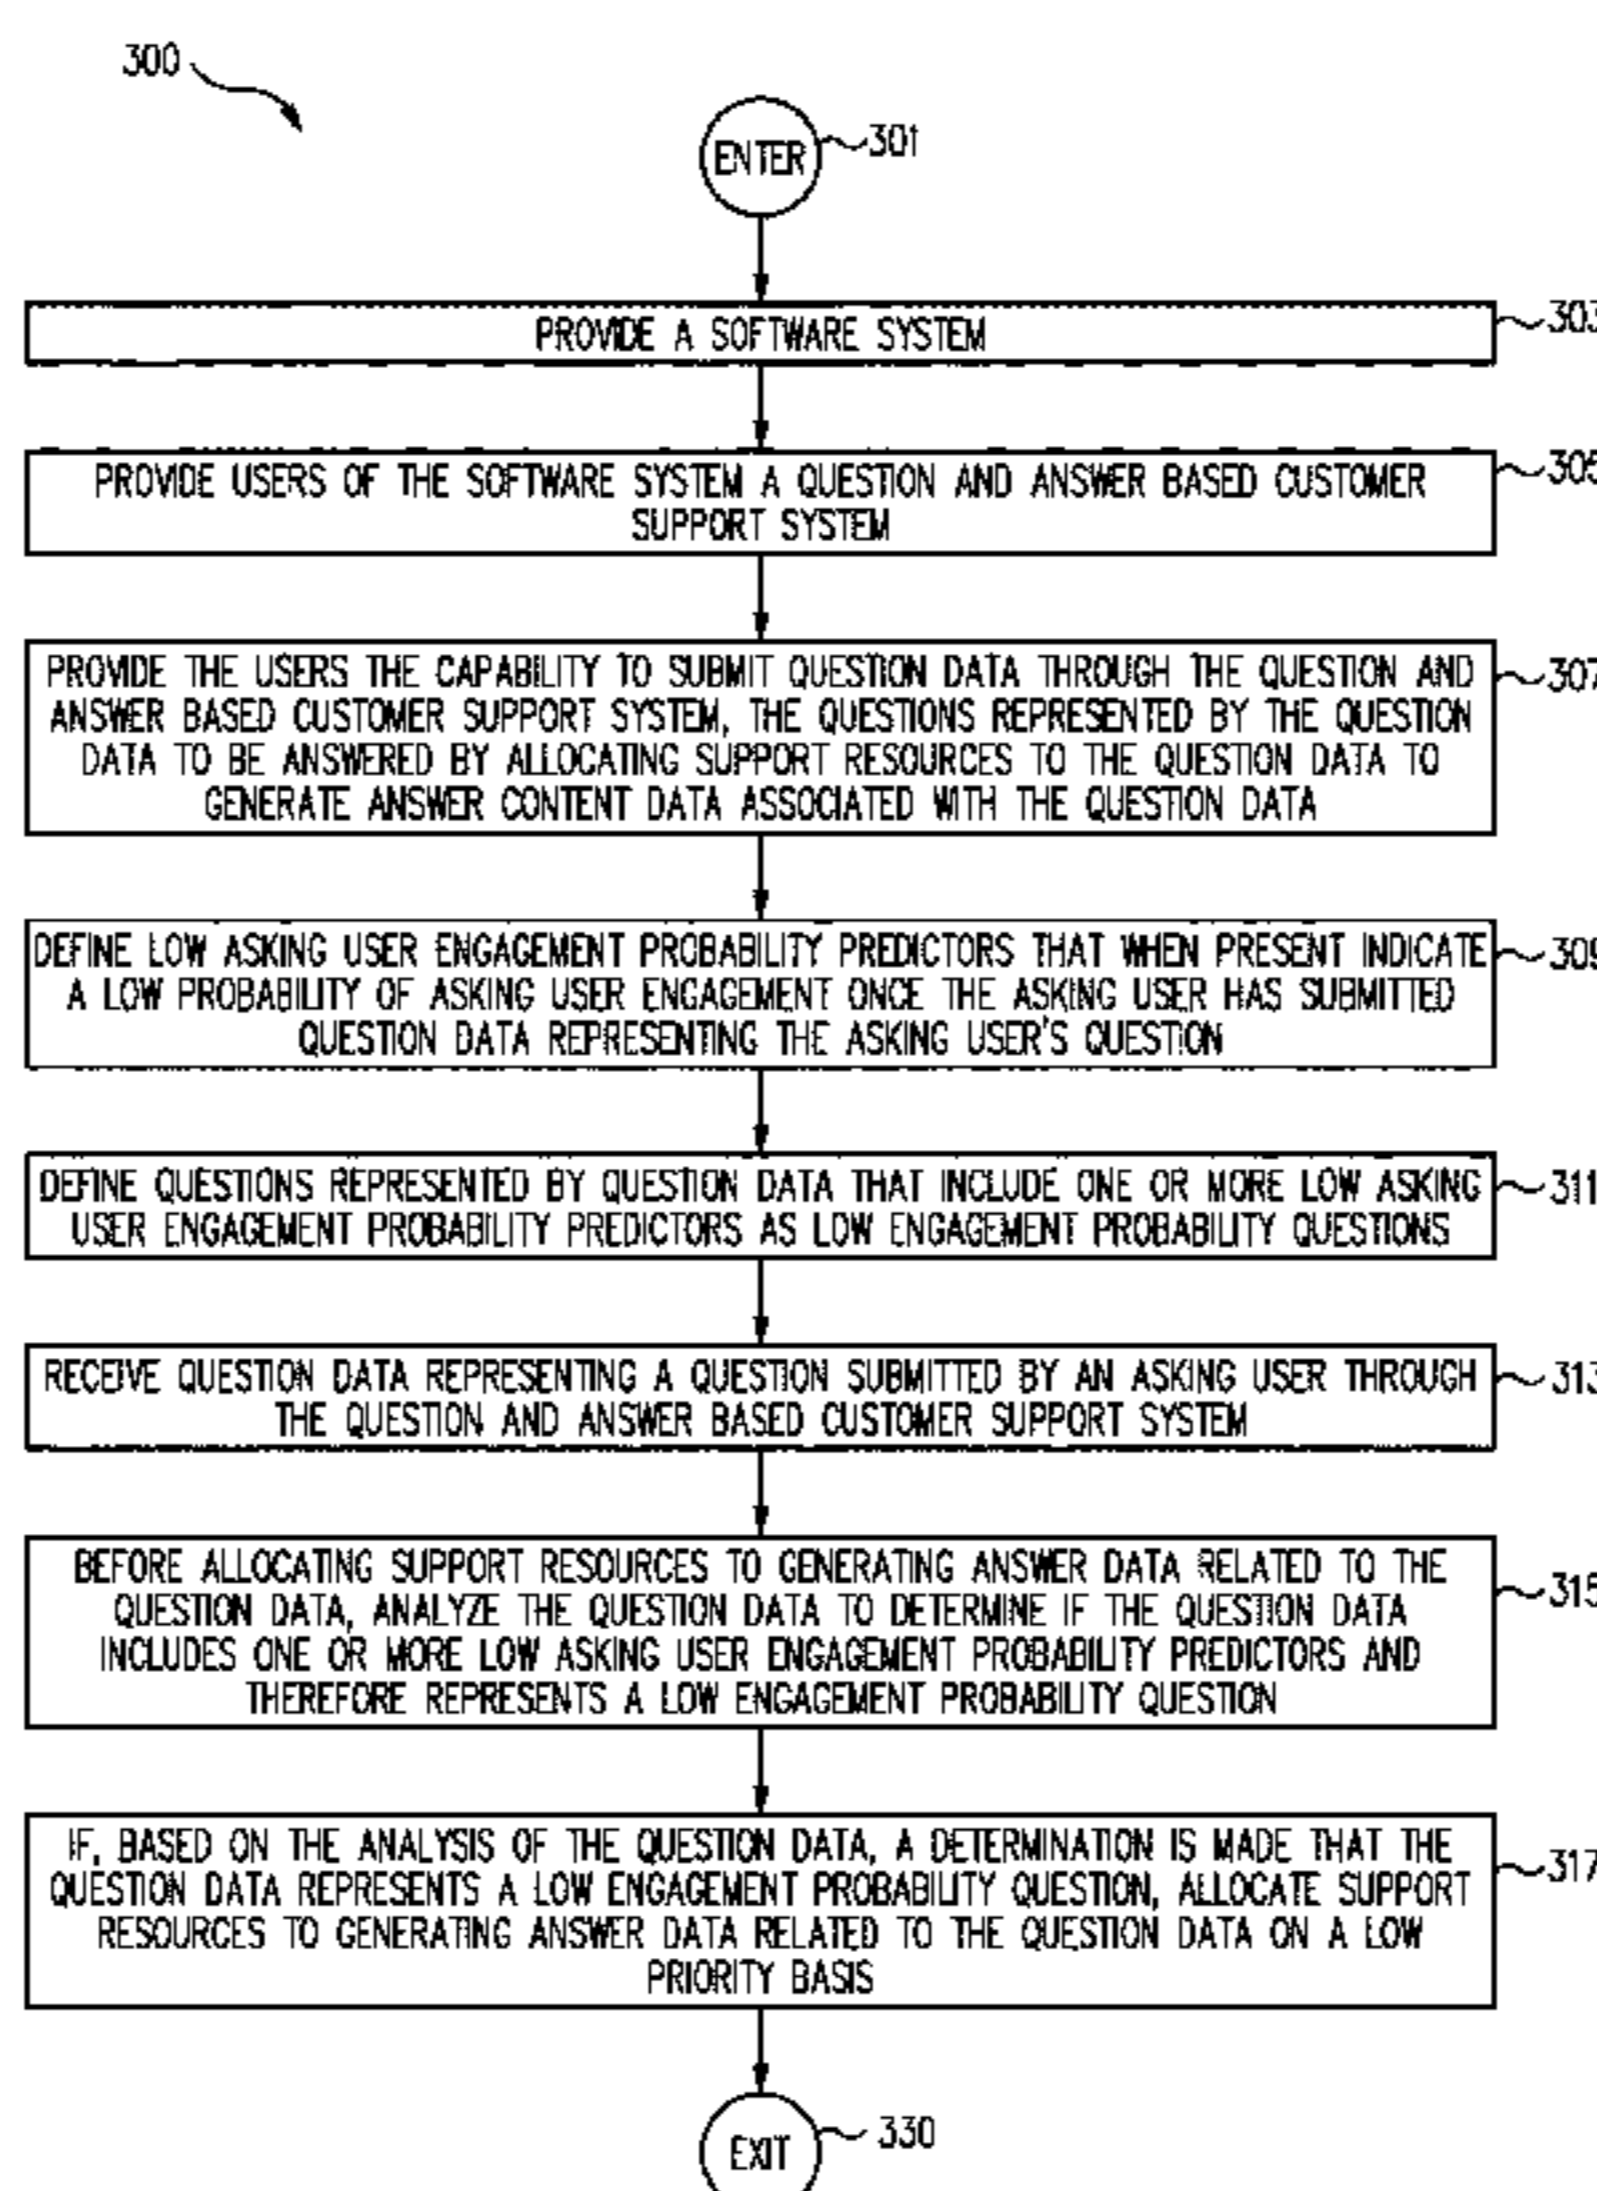 300
ENTER
301
PROVIDE A SOFTWARE SYSTEM
303
PROVIDE USERS OF THE SOFTWARE SYSTEM A QUESTION AND ANSWER BASED CUSTOMER
SUPPORT SYSTEM
305
PROVIDE THE USERS THE CAPABILITY TO SUBMIT QUESTION DATA THROUGH THE QUESTION AND
ANSWER BASED CUSTOMER SUPPORT SYSTEM, THE QUESTIONS REPRESENTED BY THE QUESTION
DATA TO BE ANSWERED BY ALLOCATING SUPPORT RESOURCES TO THE QUESTION DATA TO
GENERATE ANSWER CONTENT DATA ASSOCIATED WITH THE QUESTION DATA
307
DEFINE LOW ASKING USER ENGAGEMENT PROBABILITY PREDICTORS THAT WHEN PRESENT INDICATE
A LOW PROBABILITY OF ASKING USER ENGAGEMENT ONCE THE ASKING USER HAS SUBMITTED
QUESTION DATA REPRESENTING THE ASKING USER'S QUESTION
309
DEFINE QUESTIONS REPRESENTED BY QUESTION DATA THAT INCLUDE ONE OR MORE LOW ASKING
USER ENGAGEMENT PROBABILITY PREDICTORS AS LOW ENGAGEMENT PROBABILITY QUESTIONS
311
RECEIVE QUESTION DATA REPRESENTING A QUESTION SUBMITTED BY AN ASKING USER THROUGH
THE QUESTION AND ANSWER BASED CUSTOMER SUPPORT SYSTEM
313
BEFORE ALLOCATING SUPPORT RESOURCES TO GENERATING ANSWER DATA RELATED TO THE
QUESTION DATA, ANALYZE THE QUESTION DATA TO DETERMINE IF THE QUESTION DATA
INCLUDES ONE OR MORE LOW ASKING USER ENGAGEMENT PROBABILITY PREDICTORS AND
THEREFORE REPRESENTS A LOW ENGAGEMENT PROBABILITY QUESTION
315
IF, BASED ON THE ANALYSIS OF THE QUESTION DATA, A DETERMINATION IS MADE THAT THE
QUESTION DATA REPRESENTS A LOW ENGAGEMENT PROBABILITY QUESTION, ALLOCATE SUPPORT
RESOURCES TO GENERATING ANSWER DATA RELATED TO THE QUESTION DATA ON A LOW
PRIORITY BASIS
317
EXIT
330